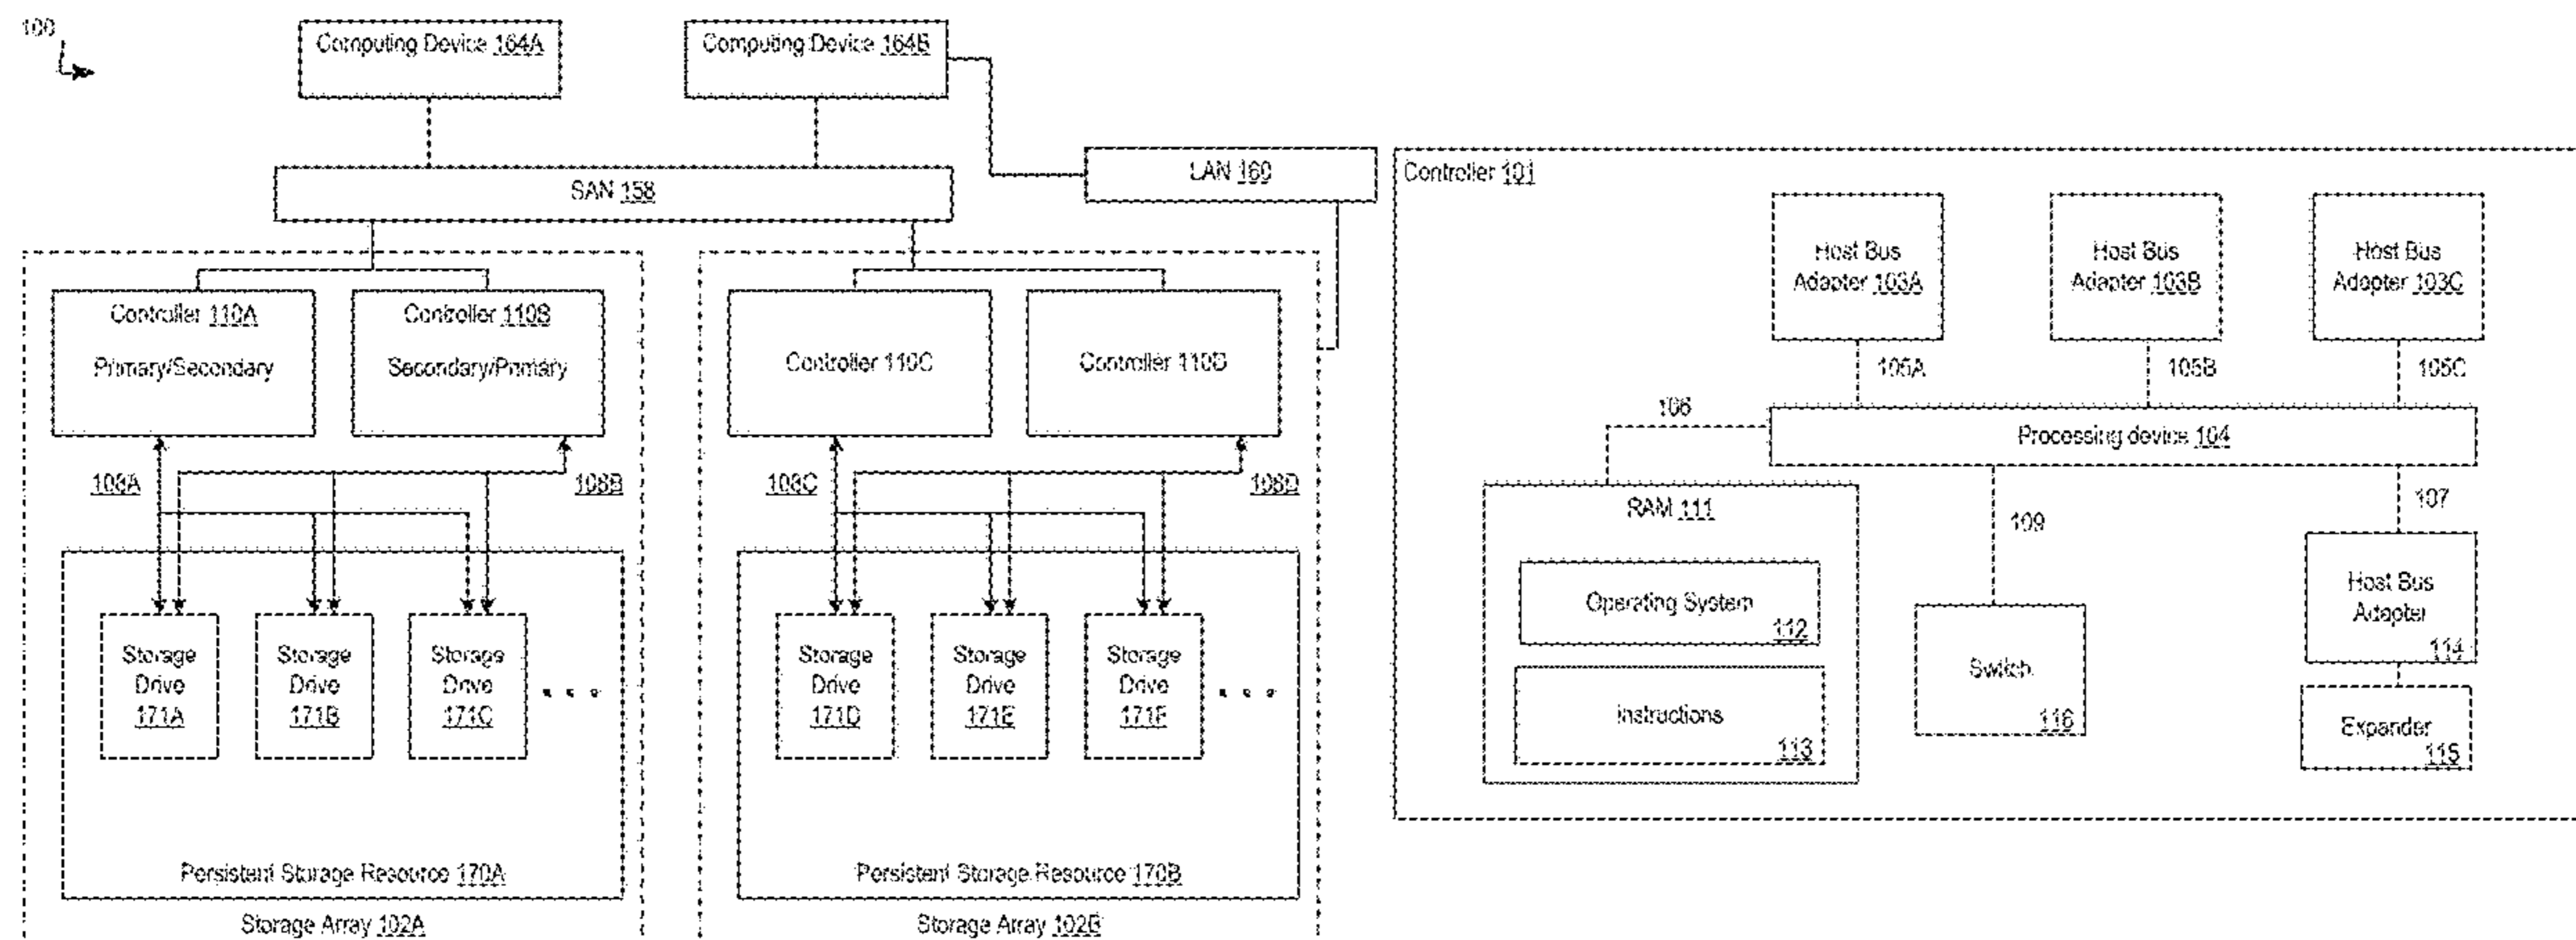 100
Computing Device 164A
Computing Device 164B
SAN 158
LAN 160
Controller 110A
Primary/Secondary
Controller 110B
Secondary/Primary
Controller 110C
Controller 110D
108A
108B
108C
108D
Storage
Drive
171A
Storage
Drive
171B
Storage
Drive
171C
. . .
Storage
Drive
171D
Storage
Drive
171E
Storage
Drive
171F
. . .
Persistent Storage Resource 170A
Persistent Storage Resource 170B
Storage Array 102A
Storage Array 102B
Controller 101
Host Bus
Adapter 103A
Host Bus
Adapter 103B
Host Bus
Adapter 103C
105A
105B
105C
106
Processing device 104
RAM 111
109
107
Operating System
112
Instructions
113
Switch
116
Host Bus
Adapter
114
Expander
115